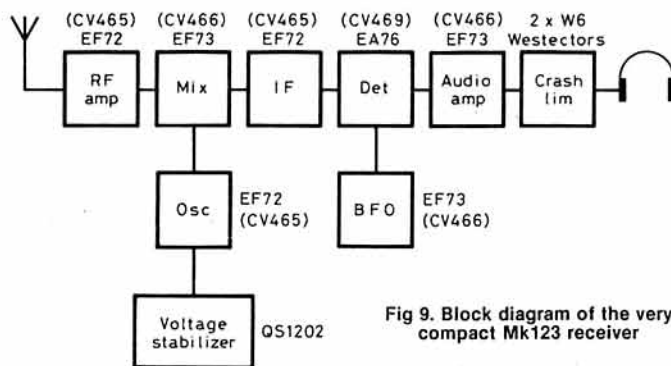 (CV465) (CV466) (CV465) (CV469) (CV466) 2 x W6
EF72 EF73 EF72 EA76 EF73 Westectors
RF amp
Mix
IF
Det
Audio amp
Crash lim
Osc
EF72
(CV465)
BFO
EF73
(CV466)
Voltage stabilizer
QS1202
Fig 9. Block diagram of the very
compact Mk123 receiver